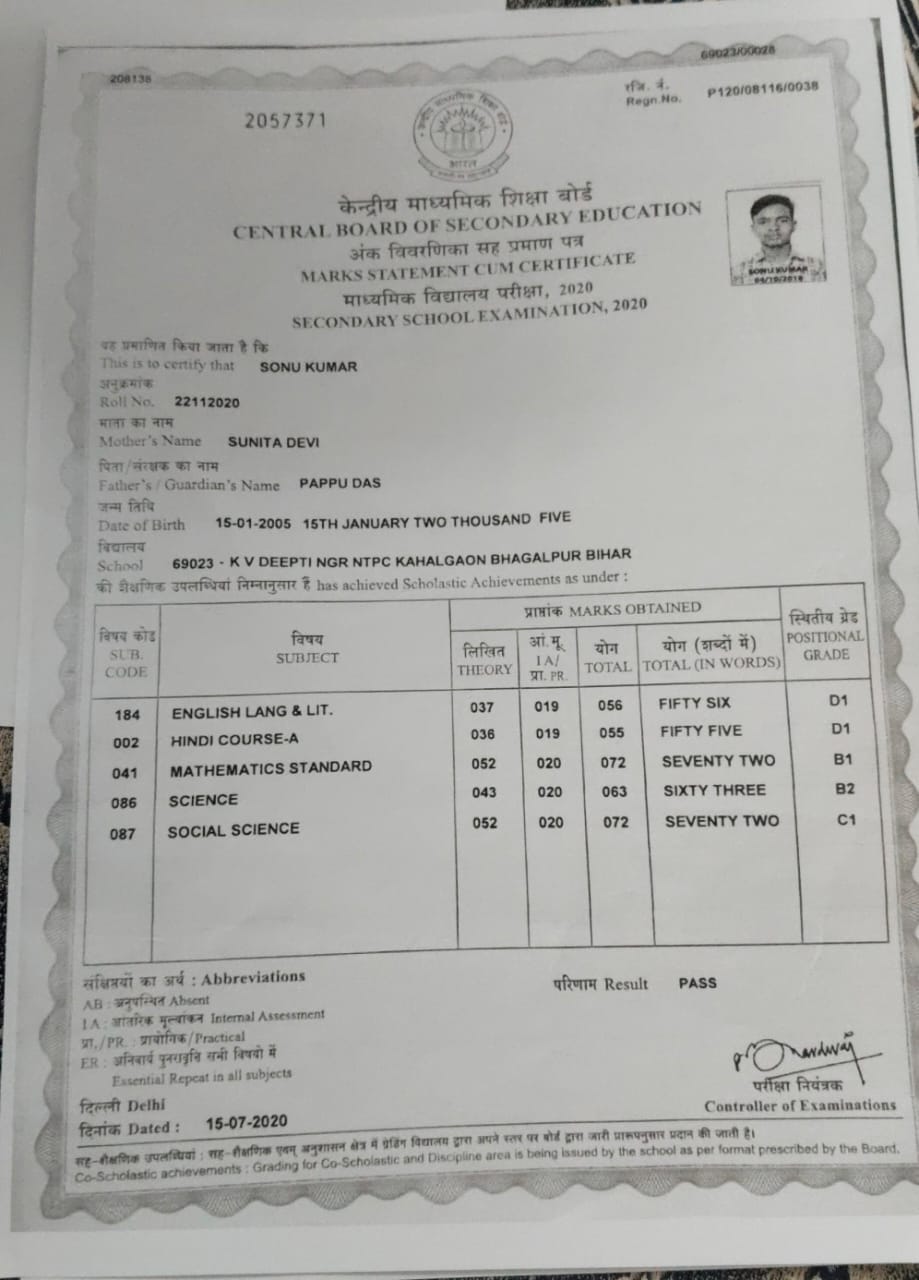 69023/00028
208138
रजि. नं.
Regn.No. P120/08116/0038
2057371
भारत
केन्द्रीय माध्यमिक शिक्षा बोर्ड
CENTRAL BOARD OF SECONDARY EDUCATION
अंक विवरणिका सह प्रमाण पत्र
MARKS STATEMENT CUM CERTIFICATE
माध्यमिक विद्यालय परीक्षा, 2020
SECONDARY SCHOOL EXAMINATION, 2020
SONU KUMAR
यह प्रमाणित किया जाता है कि
This is to certify that SONU KUMAR
अनुक्रमांक
Roll No. 22112020
माता का नाम
Mother's Name SUNITA DEVI
पिता/संरक्षक का नाम
Father's / Guardian's Name PAPPU DAS
जन्म तिथि
Date of Birth 15-01-2005 15TH JANUARY TWO THOUSAND FIVE
विद्यालय
School 69023 - K V DEEPTI NGR NTPC KAHALGAON BHAGALPUR BIHAR
की शैक्षणिक उपलब्धियां निम्नानुसार हैं has achieved Scholastic Achievements as under :
विषय कोड SUB. CODE
विषय SUBJECT
प्राप्तांक MARKS OBTAINED
लिखित THEORY
आं.मू. I A/ प्रा. PR.
योग TOTAL
योग (शब्दों में) TOTAL (IN WORDS)
स्थितीय ग्रेड POSITIONAL GRADE
184 ENGLISH LANG & LIT. 037 019 056 FIFTY SIX D1
002 HINDI COURSE-A 036 019 055 FIFTY FIVE D1
041 MATHEMATICS STANDARD 052 020 072 SEVENTY TWO B1
086 SCIENCE 043 020 063 SIXTY THREE B2
087 SOCIAL SCIENCE 052 020 072 SEVENTY TWO C1
संक्षिप्तियों का अर्थ : Abbreviations
परिणाम Result PASS
AB : अनुपस्थित Absent
I A : आंतरिक मूल्यांकन Internal Assessment
प्रा./PR. : प्रायोगिक/Practical
ER : अनिवार्य पुनरावृत्ति सभी विषयों में
Essential Repeat in all subjects
परीक्षा नियंत्रक
Controller of Examinations
दिल्ली Delhi
दिनांक Dated : 15-07-2020
सह-शैक्षणिक उपलब्धियां : सह-शैक्षणिक एवम् अनुशासन क्षेत्र में ग्रेडिंग विद्यालय द्वारा अपने स्तर पर बोर्ड द्वारा जारी प्रारूपनुसार प्रदान की जाती है।
Co-Scholastic achievements : Grading for Co-Scholastic and Discipline area is being issued by the school as per format prescribed by the Board.